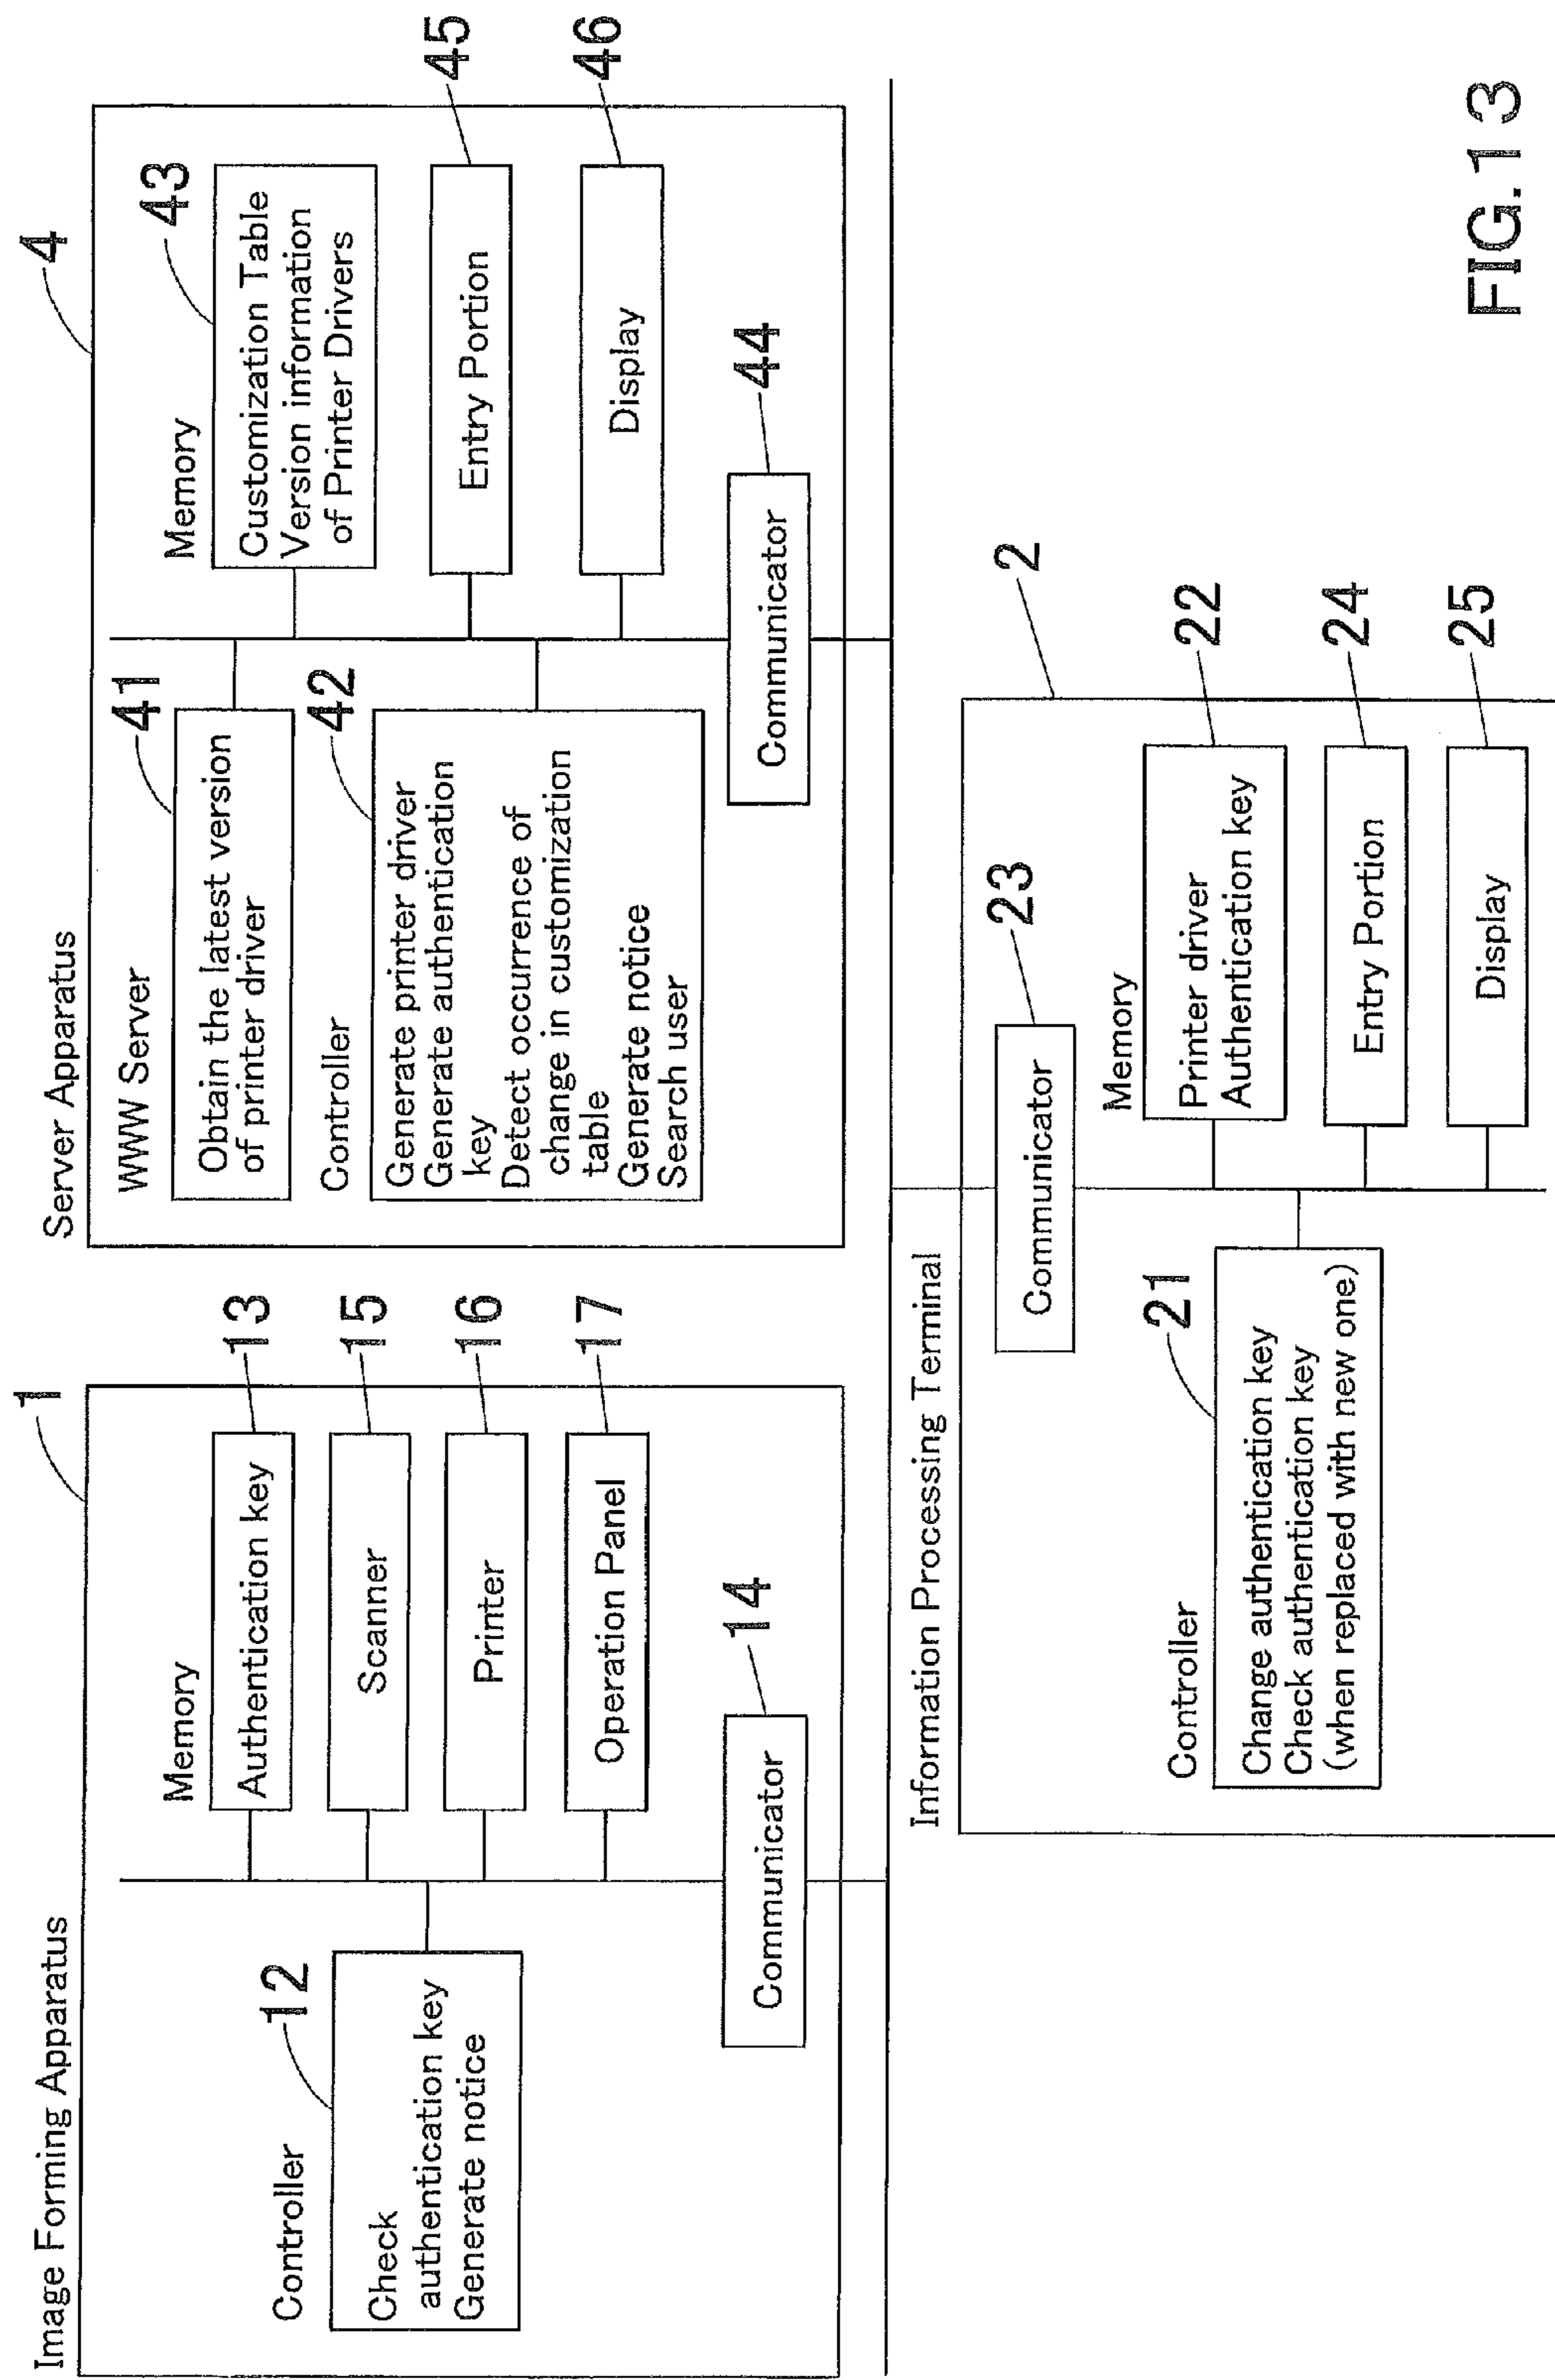 Image Forming Apparatus
1
Controller
12
Check
authentication key
Generate notice
Memory
Authentication key
13
Scanner
15
Printer
16
Operation Panel
17
Communicator
14
Server Apparatus
4
WWW Server
41
Obtain the latest version
of printer driver
Controller
42
Generate printer driver
Generate authentication
key
Detect occurrence of
change in customization
table
Generate notice
Search user
Memory
43
Customization Table
Version information
of Printer Drivers
Entry Portion
45
Display
46
Communicator
44
Information Processing Terminal
2
Communicator
23
Controller
21
Change authentication key
Check authentication key
(when replaced with new one)
Memory
Printer driver
Authentication key
22
Entry Portion
24
Display
25
FIG.13